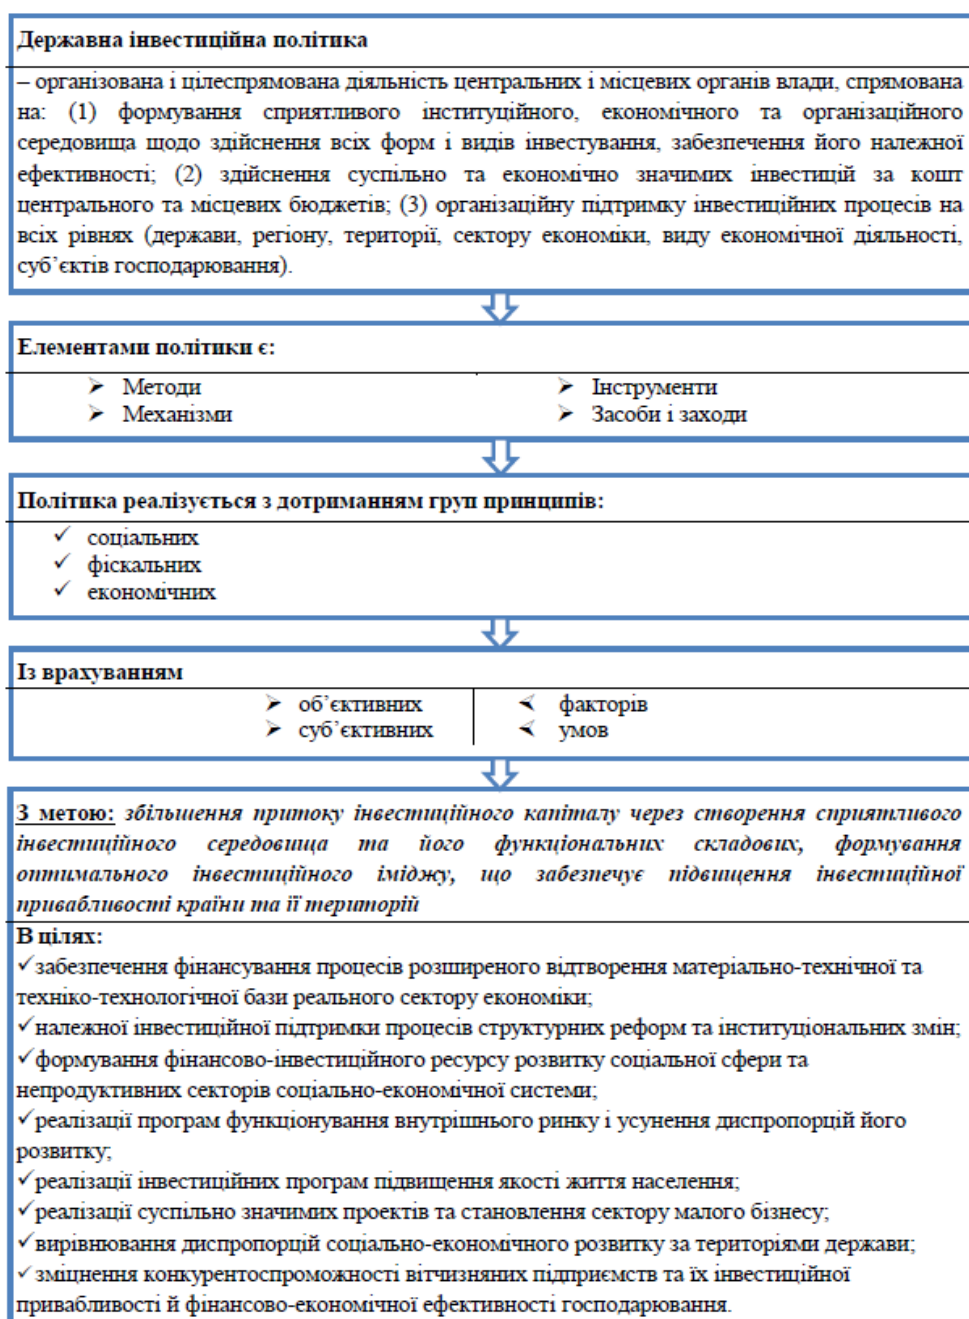 Державна інвестиційна політика
– організована і цілеспрямована діяльність центральних і місцевих органів влади, спрямована
на: (1) формування сприятливого інституційного, економічного та організаційного
середовища щодо здійснення всіх форм і видів інвестування, забезпечення його належної
ефективності; (2) здійснення суспільно та економічно значимих інвестицій за кошт
центрального та місцевих бюджетів; (3) організаційну підтримку інвестиційних процесів на
всіх рівнях (держави, регіону, території, сектору економіки, виду економічної діяльності,
суб’єктів господарювання).
Елементами політики є:
➢ Методи
➢ Механізми
➢ Інструменти
➢ Засоби і заходи
Політика реалізується з дотриманням груп принципів:
✓ соціальних
✓ фіскальних
✓ економічних
Із врахуванням
➢ об’єктивних
➢ суб’єктивних
факторів
умов
З метою: збільшення притоку інвестиційного капіталу через створення сприятливого
інвестиційного середовища та його функціональних складових, формування
оптимального інвестиційного іміджу, що забезпечує підвищення інвестиційної
привабливості країни та її територій
В цілях:
✓забезпечення фінансування процесів розширеного відтворення матеріально-технічної та
техніко-технологічної бази реального сектору економіки;
✓належної інвестиційної підтримки процесів структурних реформ та інституціональних змін;
✓формування фінансово-інвестиційного ресурсу розвитку соціальної сфери та
непродуктивних секторів соціально-економічної системи;
✓реалізації програм функціонування внутрішнього ринку і усунення диспропорцій його
розвитку;
✓реалізації інвестиційних програм підвищення якості життя населення;
✓реалізації суспільно значимих проектів та становлення сектору малого бізнесу;
✓вирівнювання диспропорцій соціально-економічного розвитку за територіями держави;
✓зміцнення конкурентоспроможності вітчизняних підприємств та їх інвестиційної
привабливості й фінансово-економічної ефективності господарювання.